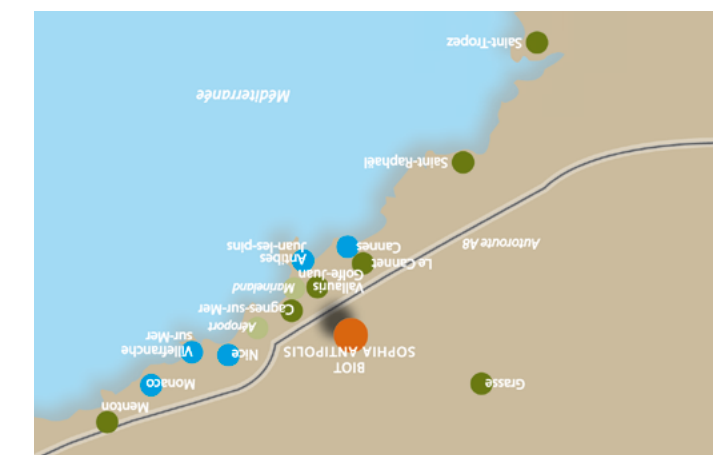 Menton
Grasse
Monaco
BIOT
SOPHIA ANTIPOLIS
Nice
Villefranche
sur-Mer
Aéroport
Cagnes-sur-Mer
Marineland
Vallauris
Golfe-Juan
Le Cannet
Antibes
Juan-les-pins
Cannes
Autoroute A8
Saint-Raphaël
Méditerranée
Saint-Tropez